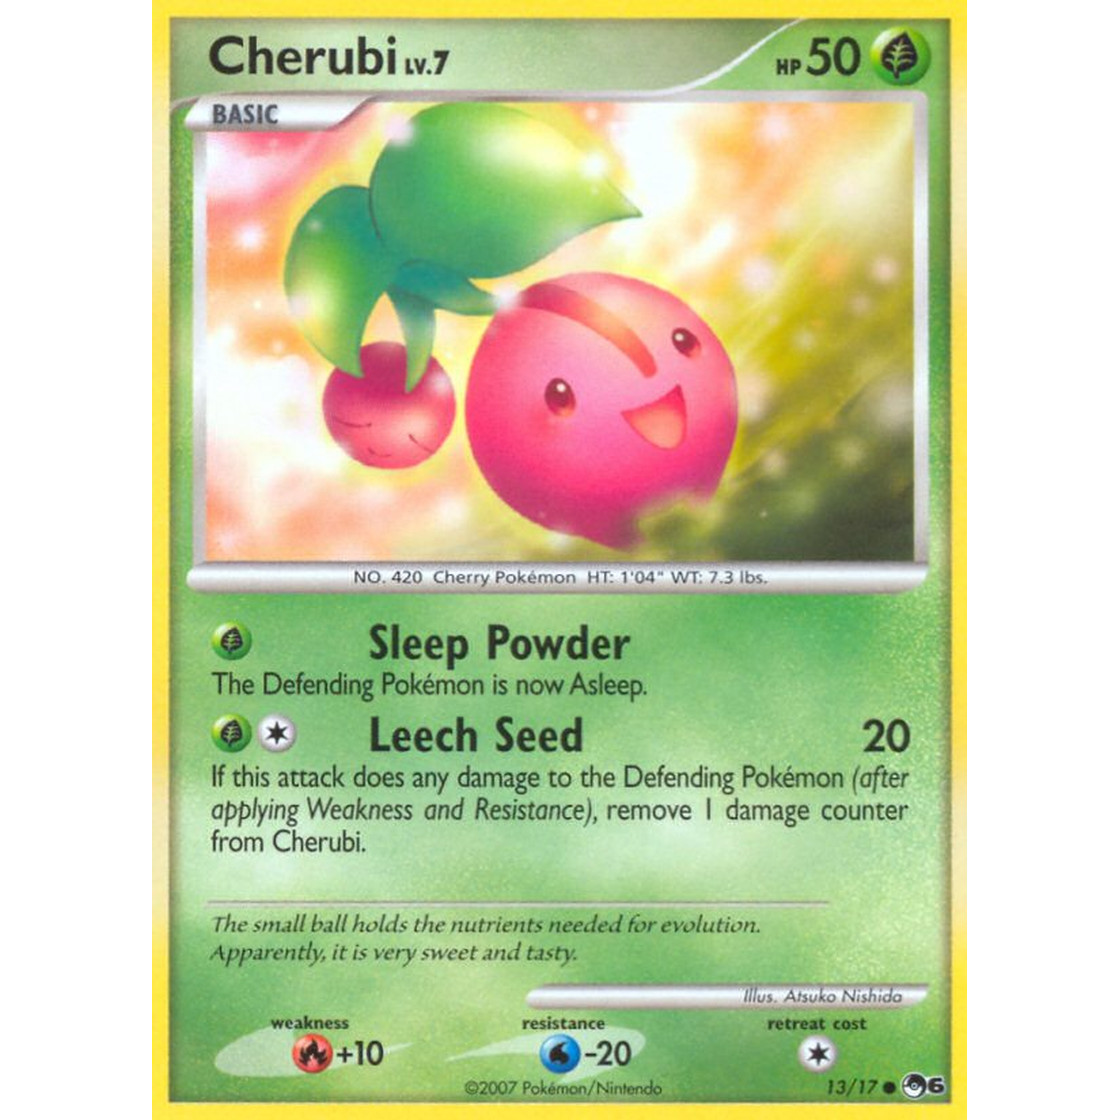 Cherubi LV.7 HP 50
BASIC
NO. 420 Cherry Pokémon HT: 1'04" WT: 7.3 lbs.
Sleep Powder
The Defending Pokémon is now Asleep.
Leech Seed 20
If this attack does any damage to the Defending Pokémon (after
applying Weakness and Resistance), remove 1 damage counter
from Cherubi.
The small ball holds the nutrients needed for evolution.
Apparently, it is very sweet and tasty.
Illus. Atsuko Nishida
weakness resistance retreat cost
+10 -20
©2007 Pokémon/Nintendo 13/17 6